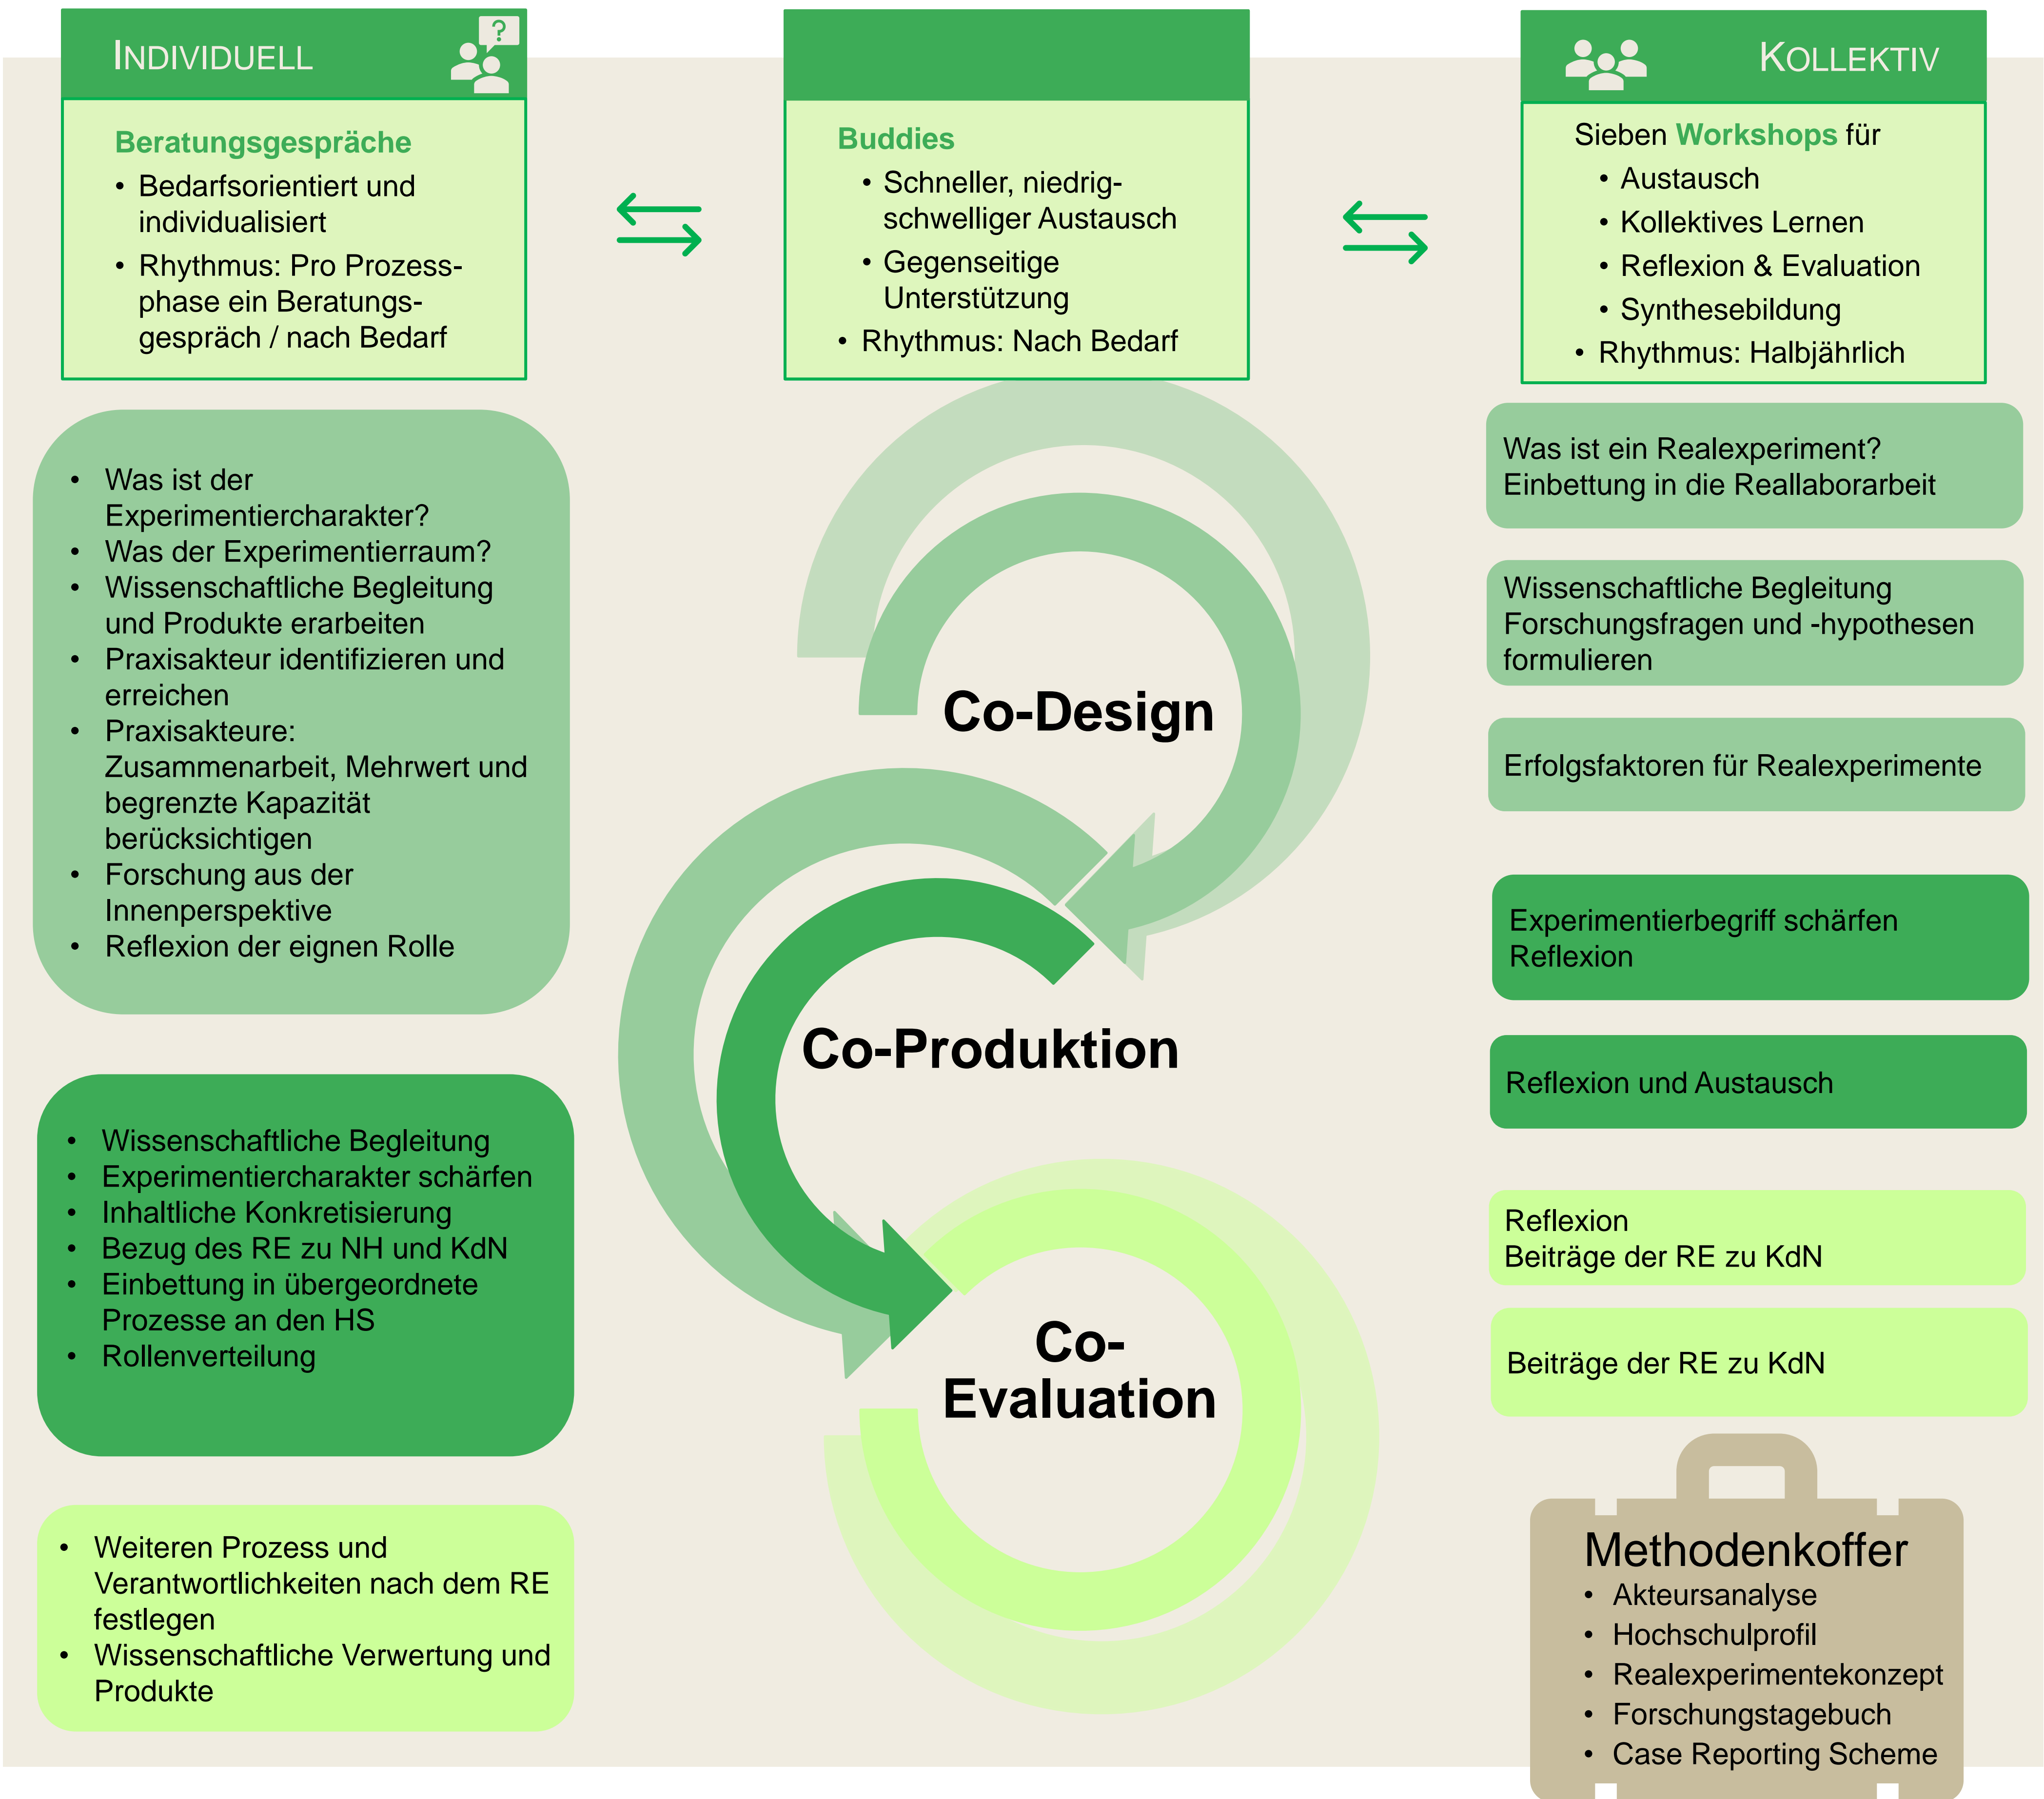 INDIVIDUELL
?
Beratungsgespräche
• Bedarfsorientiert und
individualisiert
• Rhythmus: Pro Prozess-
phase ein Beratungs-
gespräch / nach Bedarf
Buddies
• Schneller, niedrig-
schwelliger Austausch
• Gegenseitige
Unterstützung
• Rhythmus: Nach Bedarf
KOLLEKTIV
Sieben Workshops für
• Austausch
• Kollektives Lernen
• Reflexion & Evaluation
• Synthesebildung
• Rhythmus: Halbjährlich
• Was ist der
Experimentiercharakter?
• Was der Experimentierraum?
• Wissenschaftliche Begleitung
und Produkte erarbeiten
• Praxisakteur identifizieren und
erreichen
• Praxisakteure:
Zusammenarbeit, Mehrwert und
begrenzte Kapazität
berücksichtigen
• Forschung aus der
Innenperspektive
• Reflexion der eignen Rolle
• Wissenschaftliche Begleitung
• Experimentiercharakter schärfen
• Inhaltliche Konkretisierung
• Bezug des RE zu NH und KdN
• Einbettung in übergeordnete
Prozesse an den HS
• Rollenverteilung
• Weiteren Prozess und
Verantwortlichkeiten nach dem RE
festlegen
• Wissenschaftliche Verwertung und
Produkte
Co-Design
Co-Produktion
Co-
Evaluation
Was ist ein Realexperiment?
Einbettung in die Reallaborarbeit
Wissenschaftliche Begleitung
Forschungsfragen und -hypothesen
formulieren
Erfolgsfaktoren für Realexperimente
Experimentierbegriff schärfen
Reflexion
Reflexion und Austausch
Reflexion
Beiträge der RE zu KdN
Beiträge der RE zu KdN
Methodenkoffer
• Akteursanalyse
• Hochschulprofil
• Realexperimentekonzept
• Forschungstagebuch
• Case Reporting Scheme